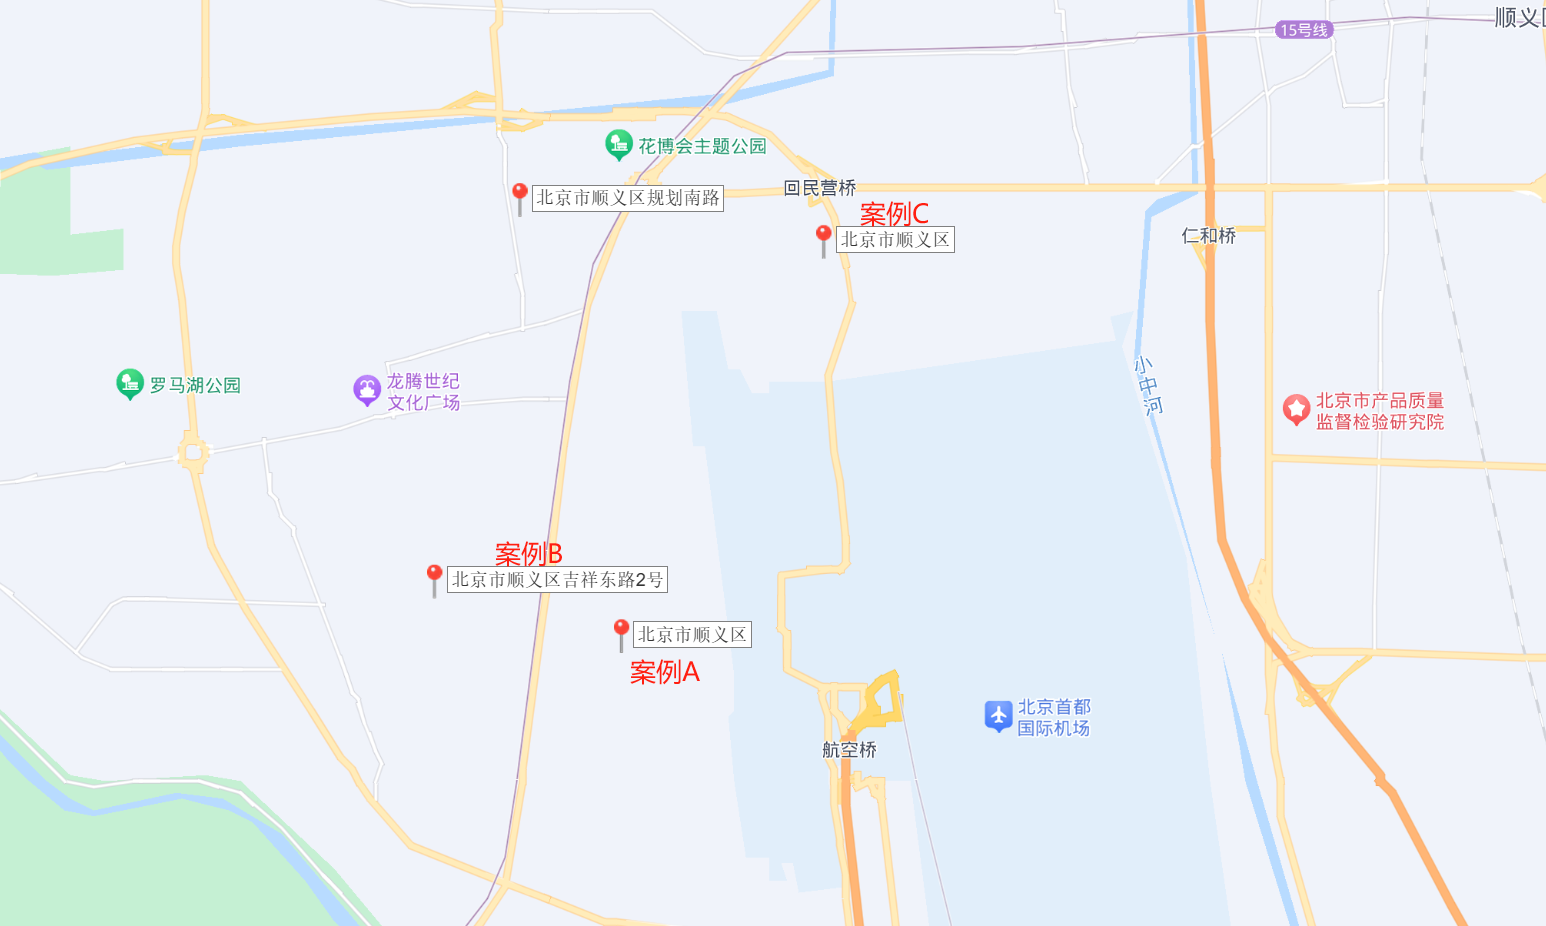 顺义区
15号线
花博会主题公园
回民营桥
北京市顺义区规划南路
案例C
北京市顺义区
仁和桥
小中河
罗马湖公园
龙腾世纪
文化广场
北京市产品质量
监督检验研究院
案例B
北京市顺义区吉祥东路2号
北京市顺义区
案例A
北京首都
国际机场
航空桥